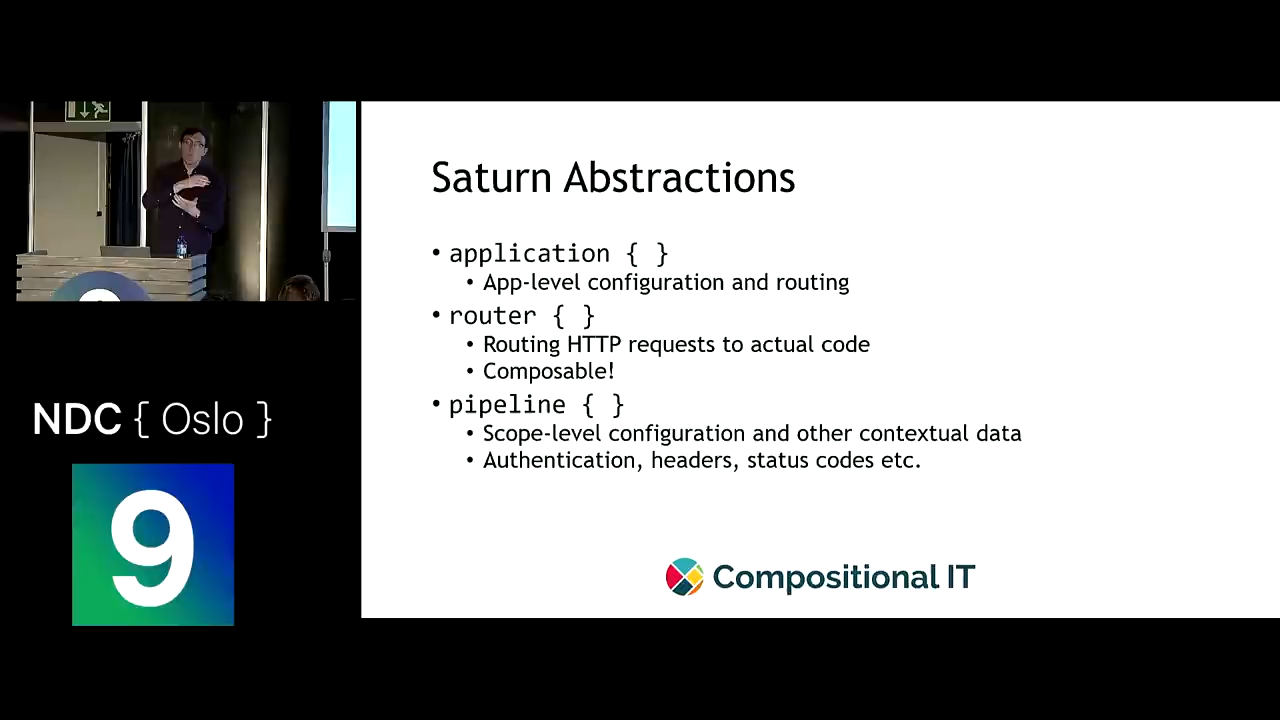 Saturn Abstractions
• application { }
• App-level configuration and routing
• router { }
• Routing HTTP requests to actual code
• Composable!
• pipeline { }
• Scope-level configuration and other contextual data
• Authentication, headers, status codes etc.
Compositional IT
NDC { Oslo }
9